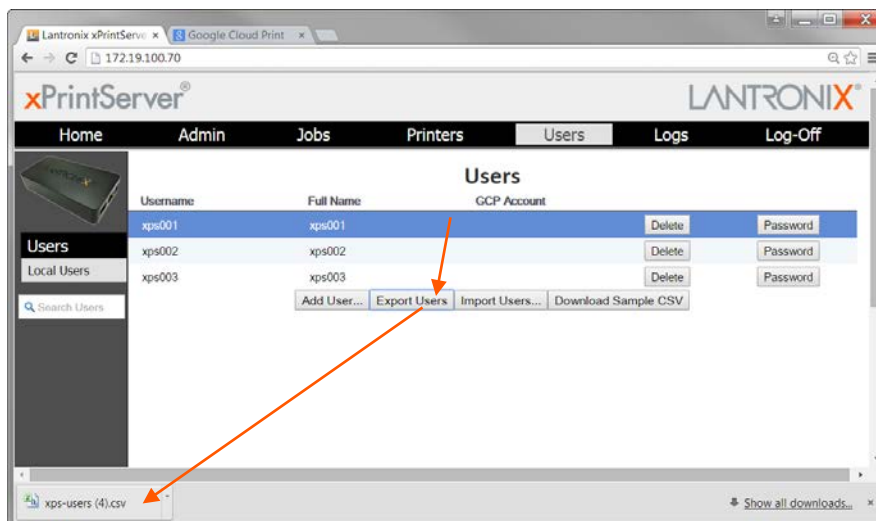 Lantronix xPrintServe
Google Cloud Print
172.19.100.70
xPrintServer®
LANTRONIX®
Home Admin Jobs Printers Users Logs Log-Off
LANTRONIX
Users
Username Full Name GCP Account
xps001 xps001 Delete Password
Users
xps002 xps002 Delete Password
Local Users
xps003 xps003 Delete Password
Search Users
Add User... Export Users Import Users... Download Sample CSV
xps-users (4).csv
Show all downloads...